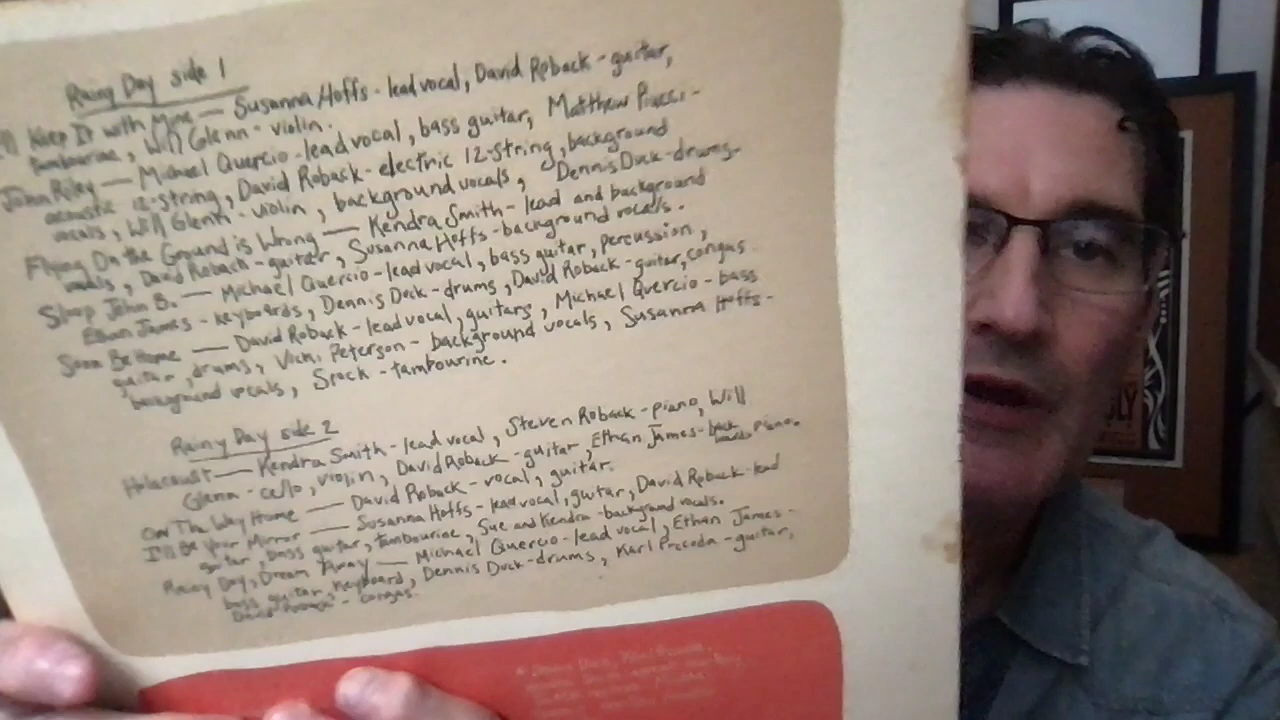 Rainy Day side 1
I'll Keep It with Mine — Susanna Hoffs - lead vocal, David Roback - guitar,
tambourine, Will Glenn - violin.
John Riley — Michael Quercio - lead vocal, bass guitar, Matthew Piucci -
acoustic 12-string, David Roback - electric 12-string, background
vocals, Will Glenn - violin, background vocals, Dennis Duck - drums.
Flying On the Ground is Wrong — Kendra Smith - lead and background
vocals, David Roback - guitar, Susanna Hoffs - background vocals.
Sloop John B. — Michael Quercio - lead vocal, bass guitar, percussion,
Ethan James - keyboards, Dennis Duck - drums, David Roback - guitar, congas
Soon Be Home — David Roback - lead vocal, guitars, Michael Quercio - bass
guitar, drums, Vicki Peterson - background vocals, Susanna Hoffs -
background vocals, Spock - tambourine.
Rainy Day side 2
Holocaust — Kendra Smith - lead vocal, Steven Roback - piano, Will
Glenn - cello, violin, David Roback - guitar, Ethan James - backwards piano.
On The Way Home — David Roback - vocal, guitar.
I'll Be Your Mirror — Susanna Hoffs - lead vocal, guitar, David Roback - lead
guitar, bass guitar, tambourine, Sue and Kendra - background vocals.
Rainy Day, Dream Away — Michael Quercio - lead vocal, Ethan James -
bass guitar, keyboard, Dennis Duck - drums, Karl Precoda - guitar,
David Roback - congas.